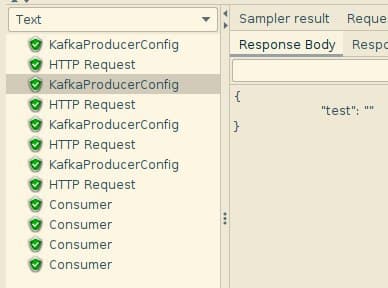 Text
KafkaProducerConfig
HTTP Request
KafkaProducerConfig
HTTP Request
KafkaProducerConfig
HTTP Request
KafkaProducerConfig
HTTP Request
Consumer
Consumer
Consumer
Consumer
Sampler result Reque
Response Body Respo
{
"test": ""
}